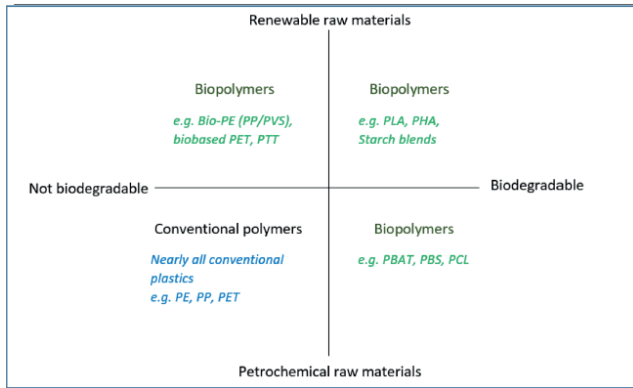 Renewable raw materials
Biopolymers
e.g. Bio-PE (PP/PVS),
biobased PET, PTT
Biopolymers
e.g. PLA, PHA,
Starch blends
Not biodegradable
Biodegradable
Conventional polymers
Nearly all conventional
plastics
e.g. PE, PP, PET
Biopolymers
e.g. PBAT, PBS, PCL
Petrochemical raw materials